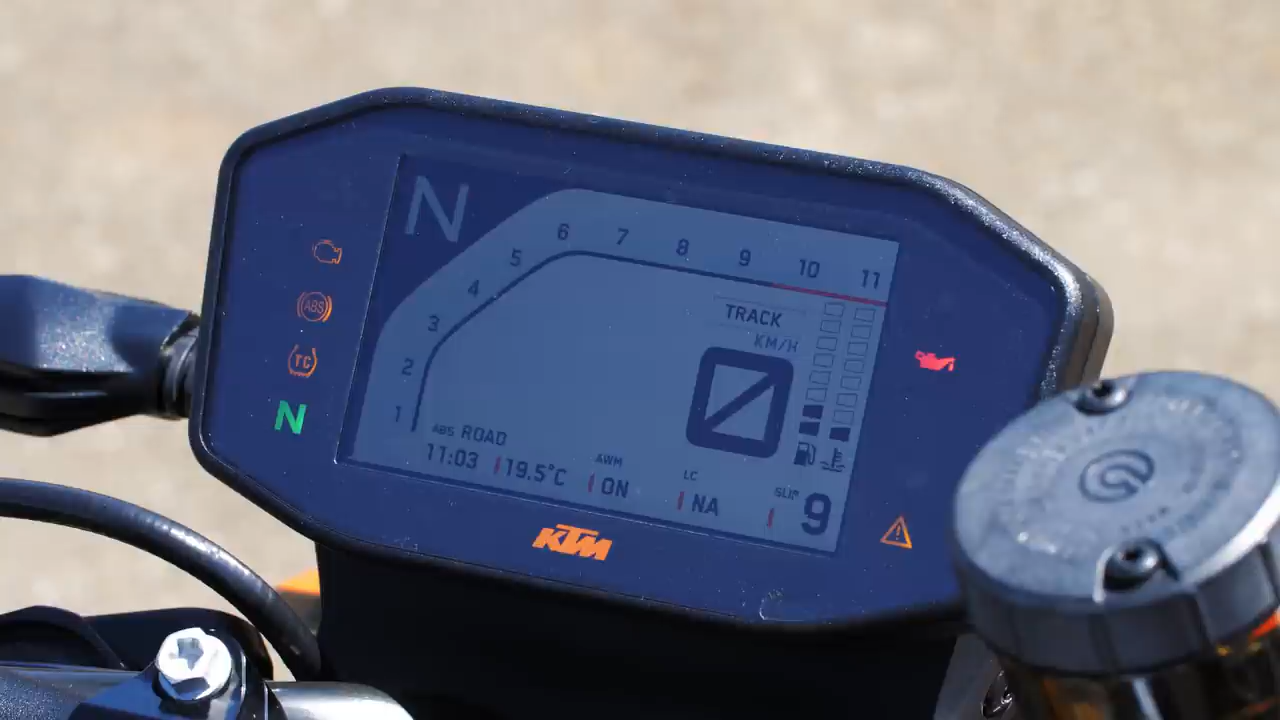 N
1 2 3 4 5 6 7 8 9 10 11
TRACK
KM/H
0
ABS
TC
N
ABS ROAD
11:03 19.5°C
AWM
ON
LC
NA
SLIP
9
KTM